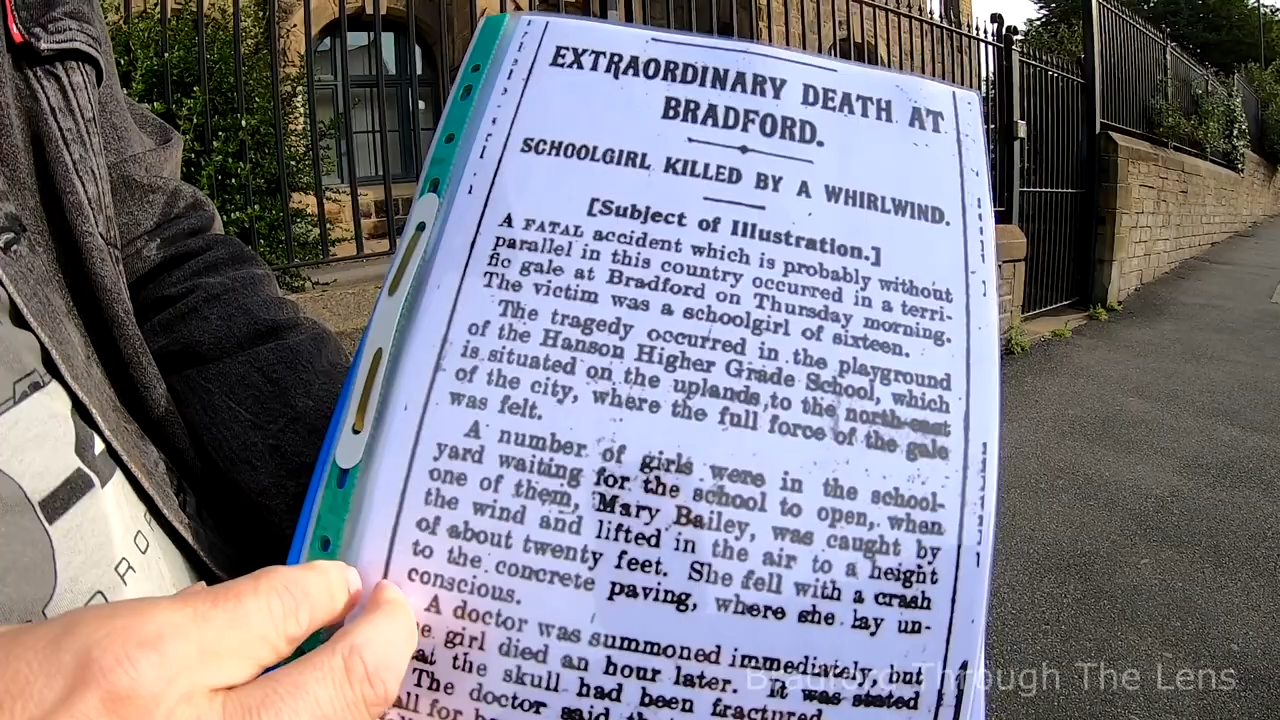 EXTRAORDINARY DEATH AT
BRADFORD.
SCHOOLGIRL KILLED BY A WHIRLWIND.
[Subject of Illustration.]
A FATAL accident which is probably without
parallel in this country occurred in a terri-
fic gale at Bradford on Thursday morning.
The victim was a schoolgirl of sixteen.
The tragedy occurred in the playground
of the Hanson Higher Grade School, which
is situated on the uplands to the north-east
of the city, where the full force of the gale
was felt.
A number of girls were in the school-
yard waiting for the school to open, when
one of them, Mary Bailey, was caught by
the wind and lifted in the air to a height
of about twenty feet. She fell with a crash
to the concrete paving, where she lay un-
conscious.
A doctor was summoned immediately, but
girl died an hour later. It was stated
at the skull had been fractured.
The doctor said
all for
Bradford Through The Lens